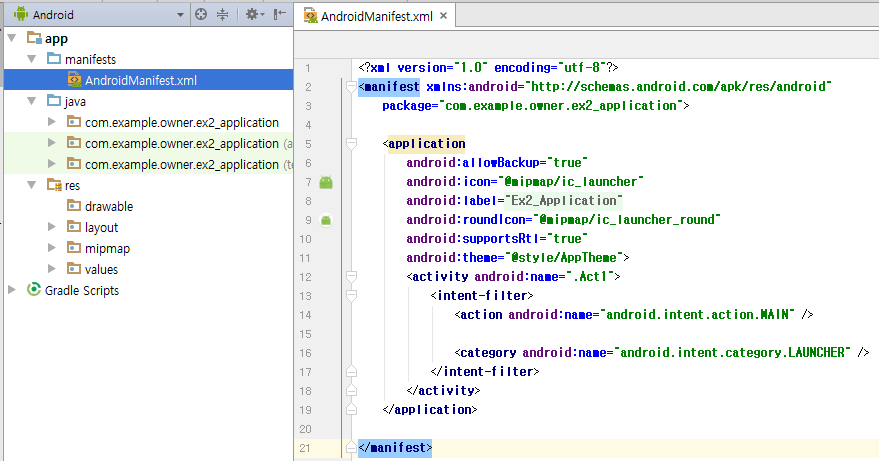 Android
app
manifests
AndroidManifest.xml
java
com.example.owner.ex2_application
com.example.owner.ex2_application (a
com.example.owner.ex2_application (te
res
drawable
layout
mipmap
values
Gradle Scripts
AndroidManifest.xml
1 <?xml version="1.0" encoding="utf-8"?>
2 <manifest xmlns:android="http://schemas.android.com/apk/res/android"
3 package="com.example.owner.ex2_application">
4
5 <application
6 android:allowBackup="true"
7 android:icon="@mipmap/ic_launcher"
8 android:label="Ex2_Application"
9 android:roundIcon="@mipmap/ic_launcher_round"
10 android:supportsRtl="true"
11 android:theme="@style/AppTheme">
12 <activity android:name=".Act1">
13 <intent-filter>
14 <action android:name="android.intent.action.MAIN" />
15
16 <category android:name="android.intent.category.LAUNCHER" />
17 </intent-filter>
18 </activity>
19 </application>
20
21 </manifest>